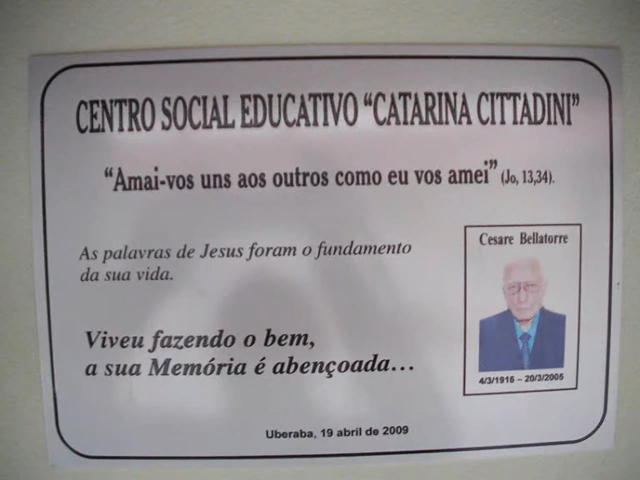 CENTRO SOCIAL EDUCATIVO “CATARINA CITTADINI”
“Amai-vos uns aos outros como eu vos amei” (Jo, 13,34).
As palavras de Jesus foram o fundamento
da sua vida.
Viveu fazendo o bem,
a sua Memória é abençoada…
Cesare Bellatorre
4/3/1916 – 20/3/2005
Uberaba, 19 abril de 2009